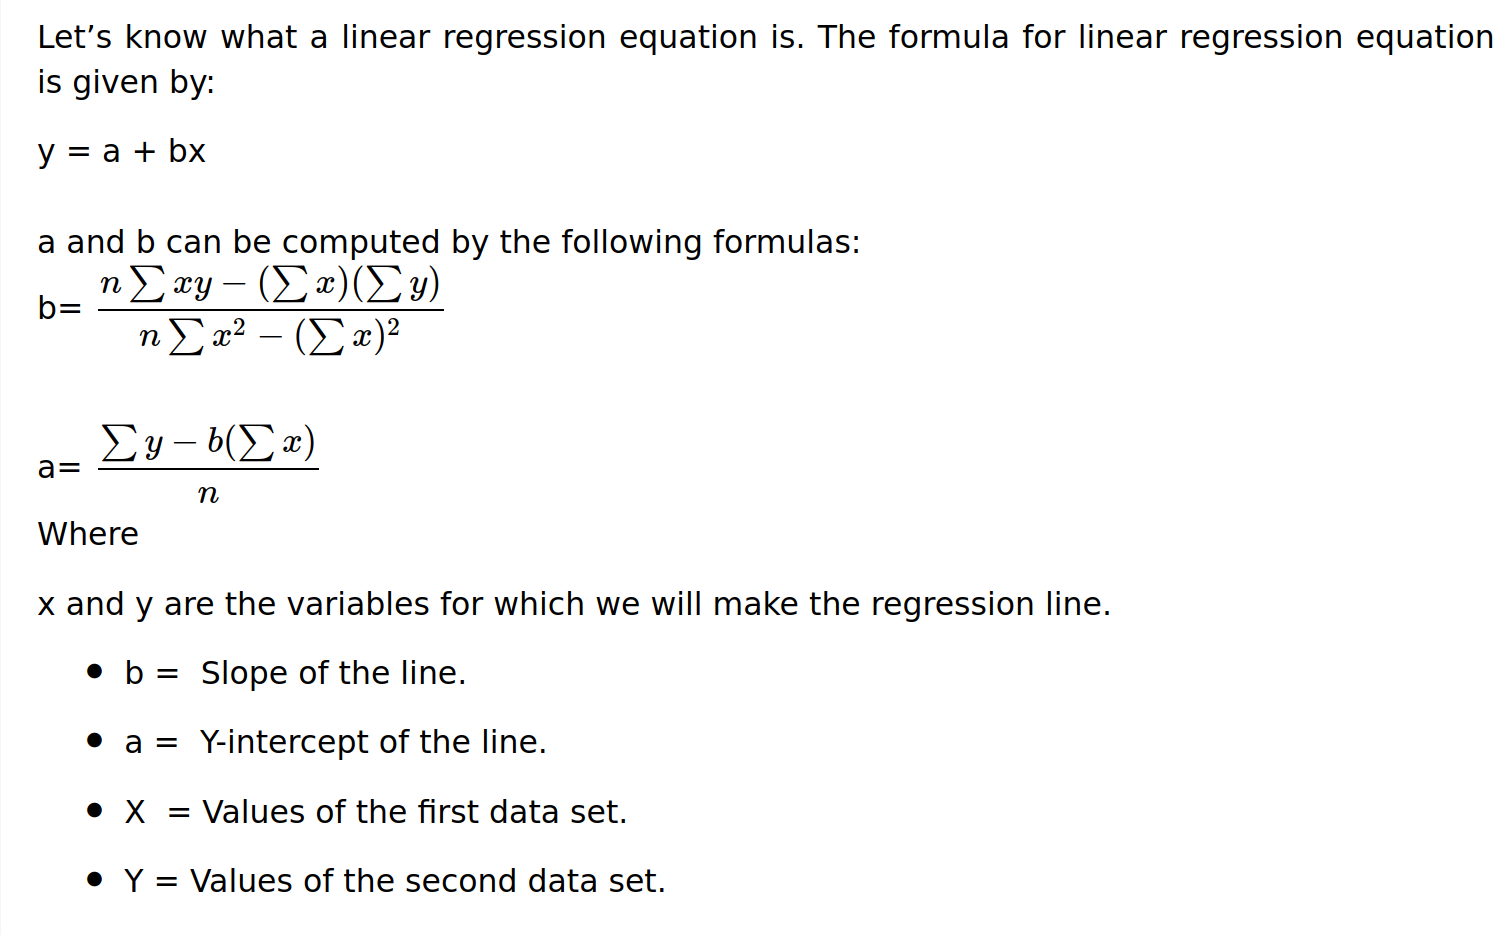 Let’s know what a linear regression equation is. The formula for linear regression equation
is given by:
y = a + bx
a and b can be computed by the following formulas:
b= \frac{n \sum xy - (\sum x)(\sum y)}{n \sum x^2 - (\sum x)^2}
a= \frac{\sum y - b(\sum x)}{n}
Where
x and y are the variables for which we will make the regression line.
● b = Slope of the line.
● a = Y-intercept of the line.
● X = Values of the first data set.
● Y = Values of the second data set.